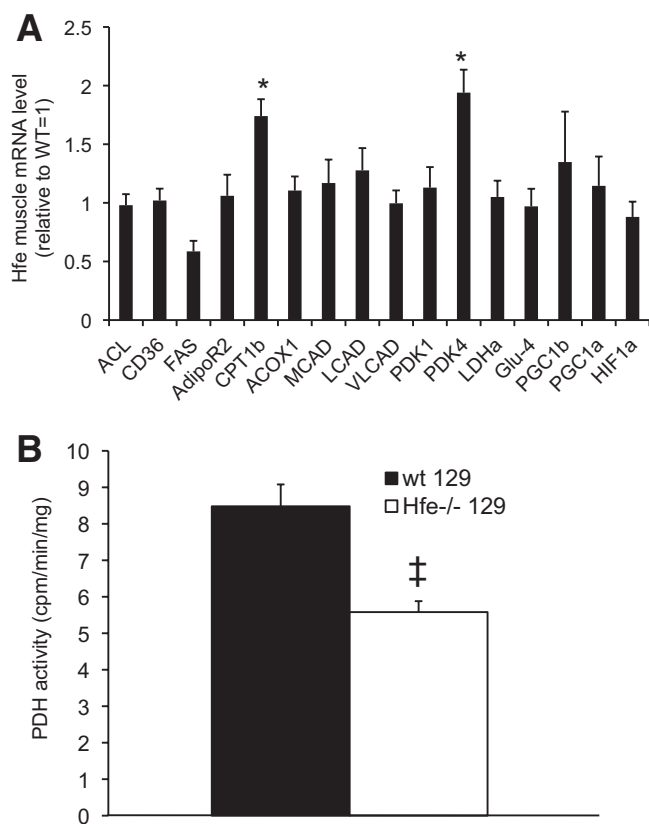 A
Hfe muscle mRNA level
(relative to WT=1)
2.5
2
1.5
1
0.5
0
*
*
ACL
CD36
FAS
AdipoR2
CPT1b
ACOX1
MCAD
LCAD
VLCAD
PDK1
PDK4
LDHa
Glu-4
PGC1b
PGC1a
HIF1a
B
PDH activity (cpm/min/mg)
10
9
8
7
6
5
4
3
2
1
0
wt 129
Hfe-/- 129
‡